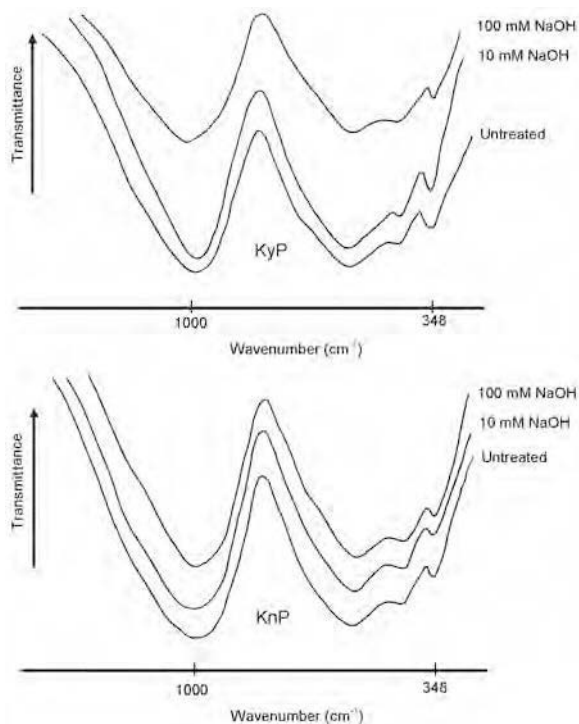 100 mM NaOH
10 mM NaOH
Untreated
Transmittance
KyP
1000
348
Wavenumber (cm⁻¹)
100 mM NaOH
10 mM NaOH
Untreated
Transmittance
KnP
1000
348
Wavenumber (cm⁻¹)